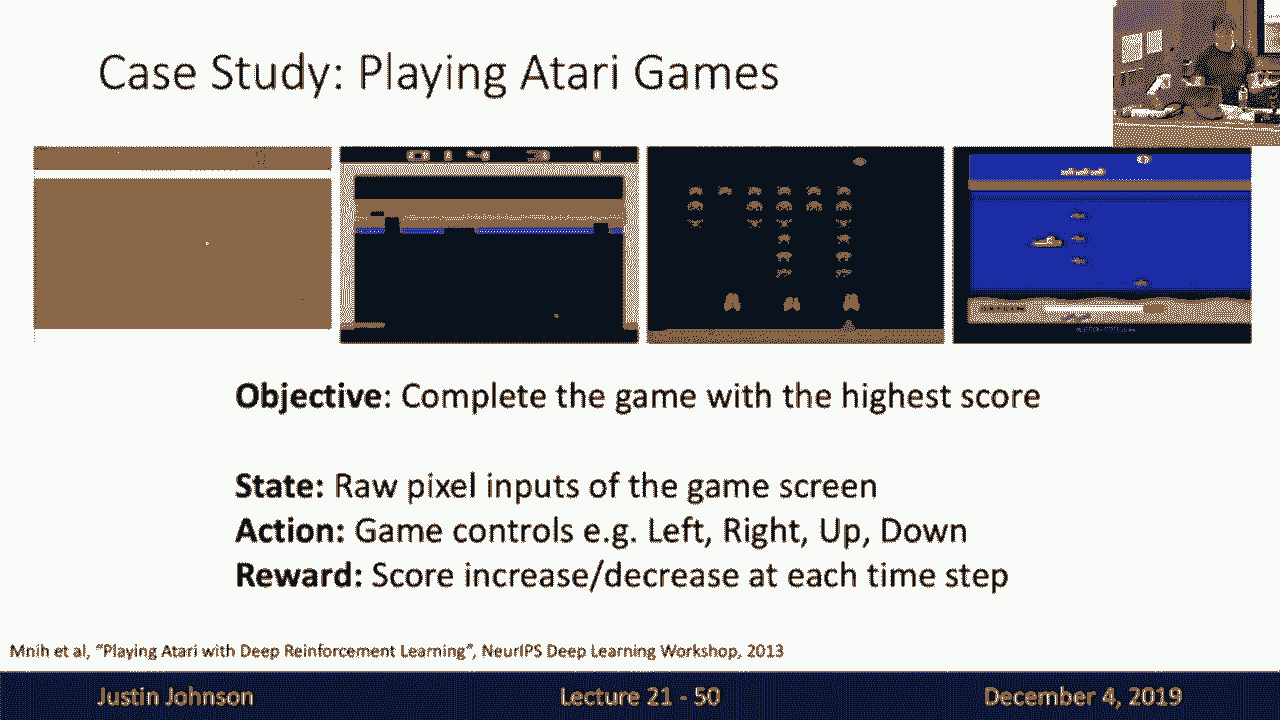 Case Study: Playing Atari Games
Objective: Complete the game with the highest score
State: Raw pixel inputs of the game screen
Action: Game controls e.g. Left, Right, Up, Down
Reward: Score increase/decrease at each time step
Mnih et al, "Playing Atari with Deep Reinforcement Learning", NeurIPS Deep Learning Workshop, 2013
Justin Johnson
Lecture 21 - 50
December 4, 2019